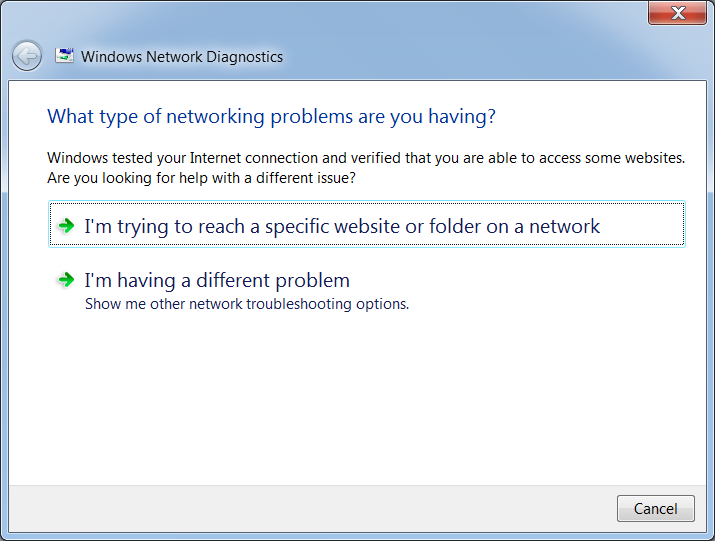 Windows Network Diagnostics
What type of networking problems are you having?
Windows tested your Internet connection and verified that you are able to access some websites.
Are you looking for help with a different issue?
I'm trying to reach a specific website or folder on a network
I'm having a different problem
Show me other network troubleshooting options.
Cancel